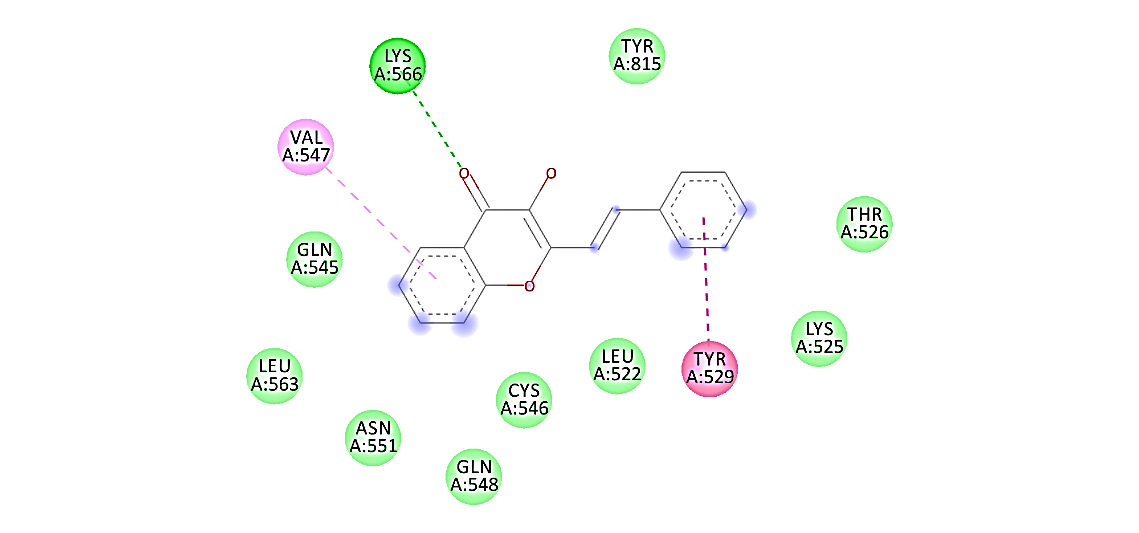 LYS
A:566
TYR
A:815
VAL
A:547
O
O
THR
A:526
GLN
A:545
O
LYS
A:525
LEU
A:522
TYR
A:529
LEU
A:563
CYS
A:546
ASN
A:551
GLN
A:548